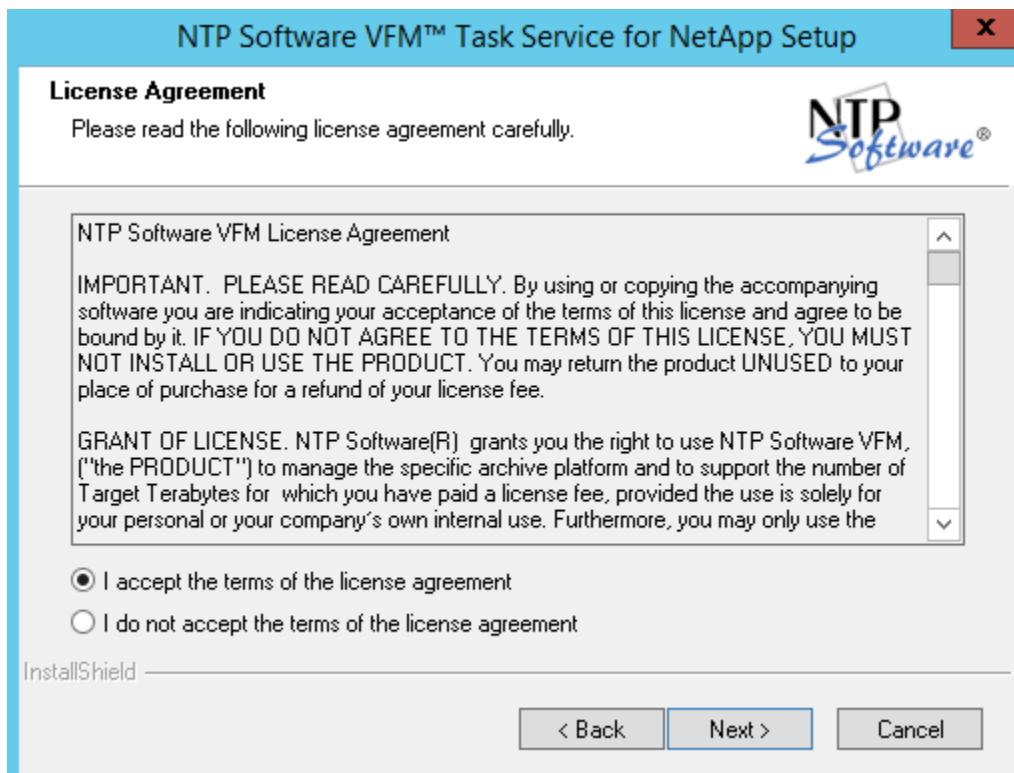 NTP Software VFM™ Task Service for NetApp Setup
x
License Agreement
Please read the following license agreement carefully.
NTP
Software®
NTP Software VFM License Agreement
IMPORTANT.  PLEASE READ CAREFULLY. By using or copying the accompanying
software you are indicating your acceptance of the terms of this license and agree to be
bound by it. IF YOU DO NOT AGREE TO THE TERMS OF THIS LICENSE, YOU MUST
NOT INSTALL OR USE THE PRODUCT. You may return the product UNUSED to your
place of purchase for a refund of your license fee.
GRANT OF LICENSE. NTP Software(R)  grants you the right to use NTP Software VFM,
("the PRODUCT") to manage the specific archive platform and to support the number of
Target Terabytes for  which you have paid a license fee, provided the use is solely for
your personal or your company´s own internal use. Furthermore, you may only use the
I accept the terms of the license agreement
I do not accept the terms of the license agreement
InstallShield
< Back
Next >
Cancel